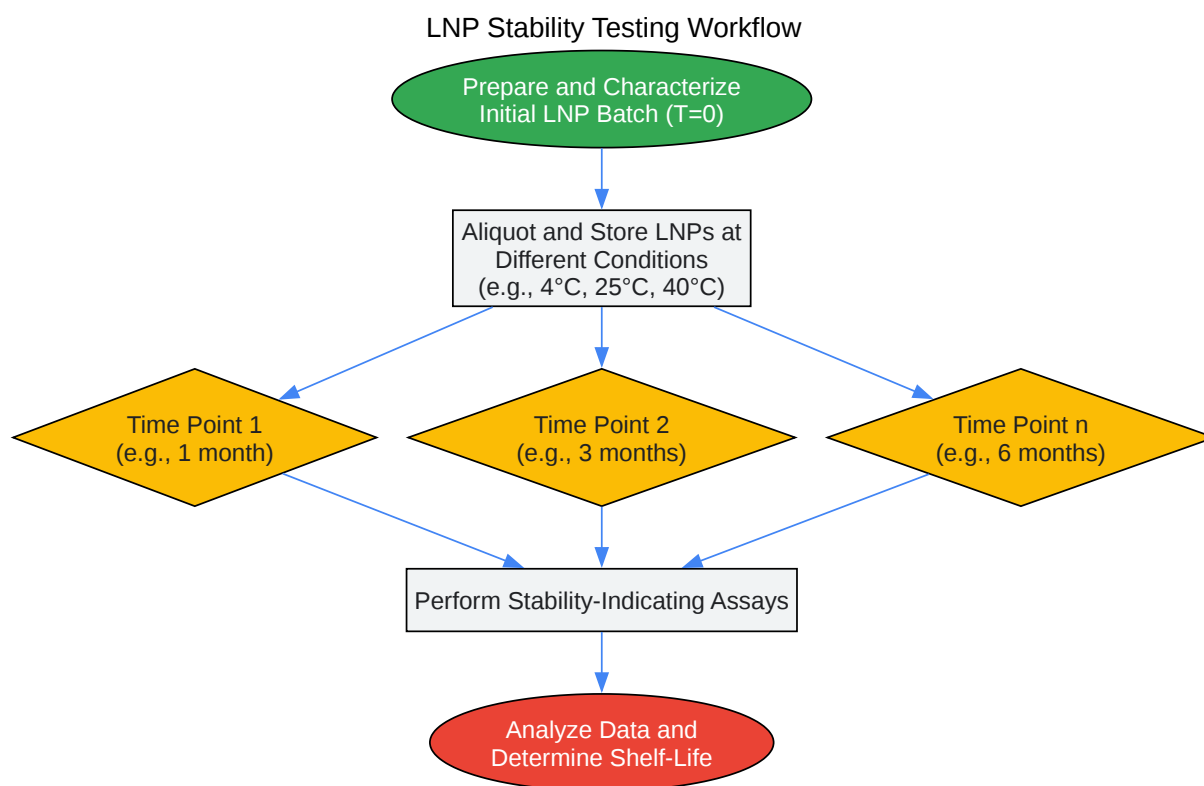 LNP Stability Testing Workflow
Prepare and Characterize
Initial LNP Batch (T=0)
Aliquot and Store LNPs at
Different Conditions
(e.g., 4°C, 25°C, 40°C)
Time Point 1
(e.g., 1 month)
Time Point 2
(e.g., 3 months)
Time Point n
(e.g., 6 months)
Perform Stability-Indicating Assays
Analyze Data and
Determine Shelf-Life